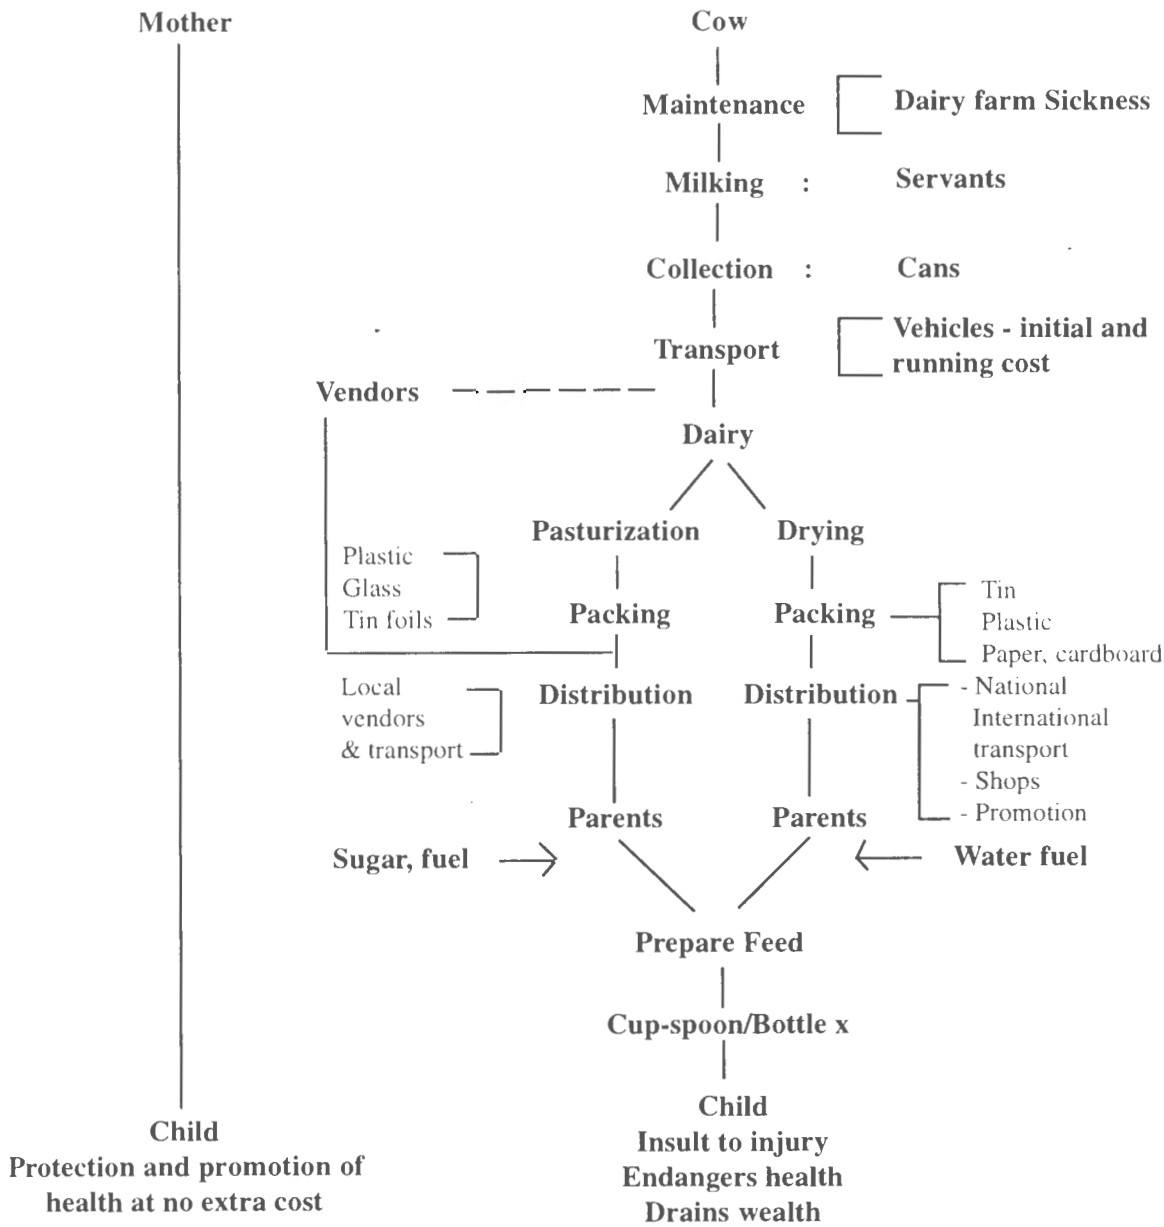 Mother
Cow
Maintenance
Dairy farm Sickness
Milking :
Servants
Collection :
Cans
Transport
Vehicles - initial and
running cost
Vendors
Dairy
Pasturization
Drying
Plastic
Glass
Tin foils
Packing
Packing
Tin
Plastic
Paper, cardboard
Local
vendors
& transport
Distribution
Distribution
- National
International
transport
- Shops
- Promotion
Parents
Parents
Sugar, fuel
Water fuel
Prepare Feed
Cup-spoon/Bottle x
Child
Protection and promotion of
health at no extra cost
Child
Insult to injury
Endangers health
Drains wealth